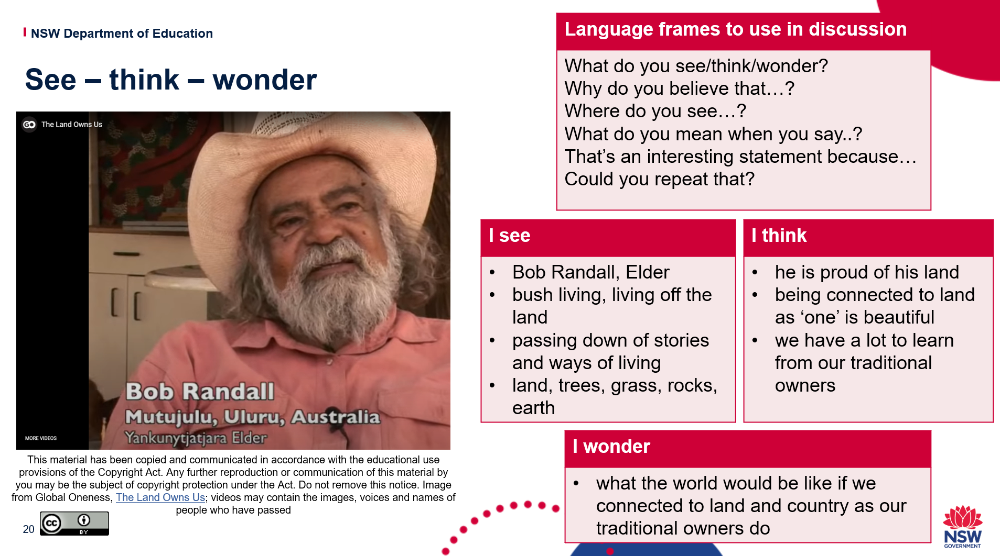 NSW Department of Education
See – think – wonder
GO The Land Owns Us
Bob Randall
Mutujulu, Uluru, Australia
Yankunytjatjara Elder
MORE VIDEOS
This material has been copied and communicated in accordance with the educational use
provisions of the Copyright Act. Any further reproduction or communication of this material by
you may be the subject of copyright protection under the Act. Do not remove this notice. Image
from Global Oneness, The Land Owns Us; videos may contain the images, voices and names of
people who have passed
20
cc
BY
Language frames to use in discussion
What do you see/think/wonder?
Why do you believe that…?
Where do you see…?
What do you mean when you say..?
That’s an interesting statement because…
Could you repeat that?
I see
• Bob Randall, Elder
• bush living, living off the
land
• passing down of stories
and ways of living
• land, trees, grass, rocks,
earth
I think
• he is proud of his land
• being connected to land
as ‘one’ is beautiful
• we have a lot to learn
from our traditional
owners
I wonder
• what the world would be like if we
connected to land and country as our
traditional owners do
NSW
GOVERNMENT